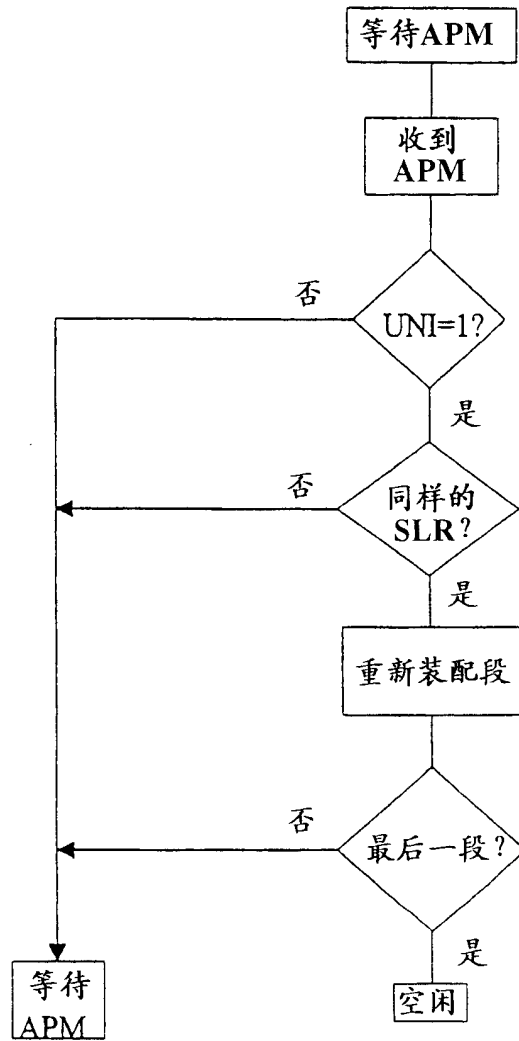 等待APM
收到
APM
否
UNI=1?
是
否
同样的
SLR?
是
重新装配段
否
最后一段?
是
等待
APM
空闲